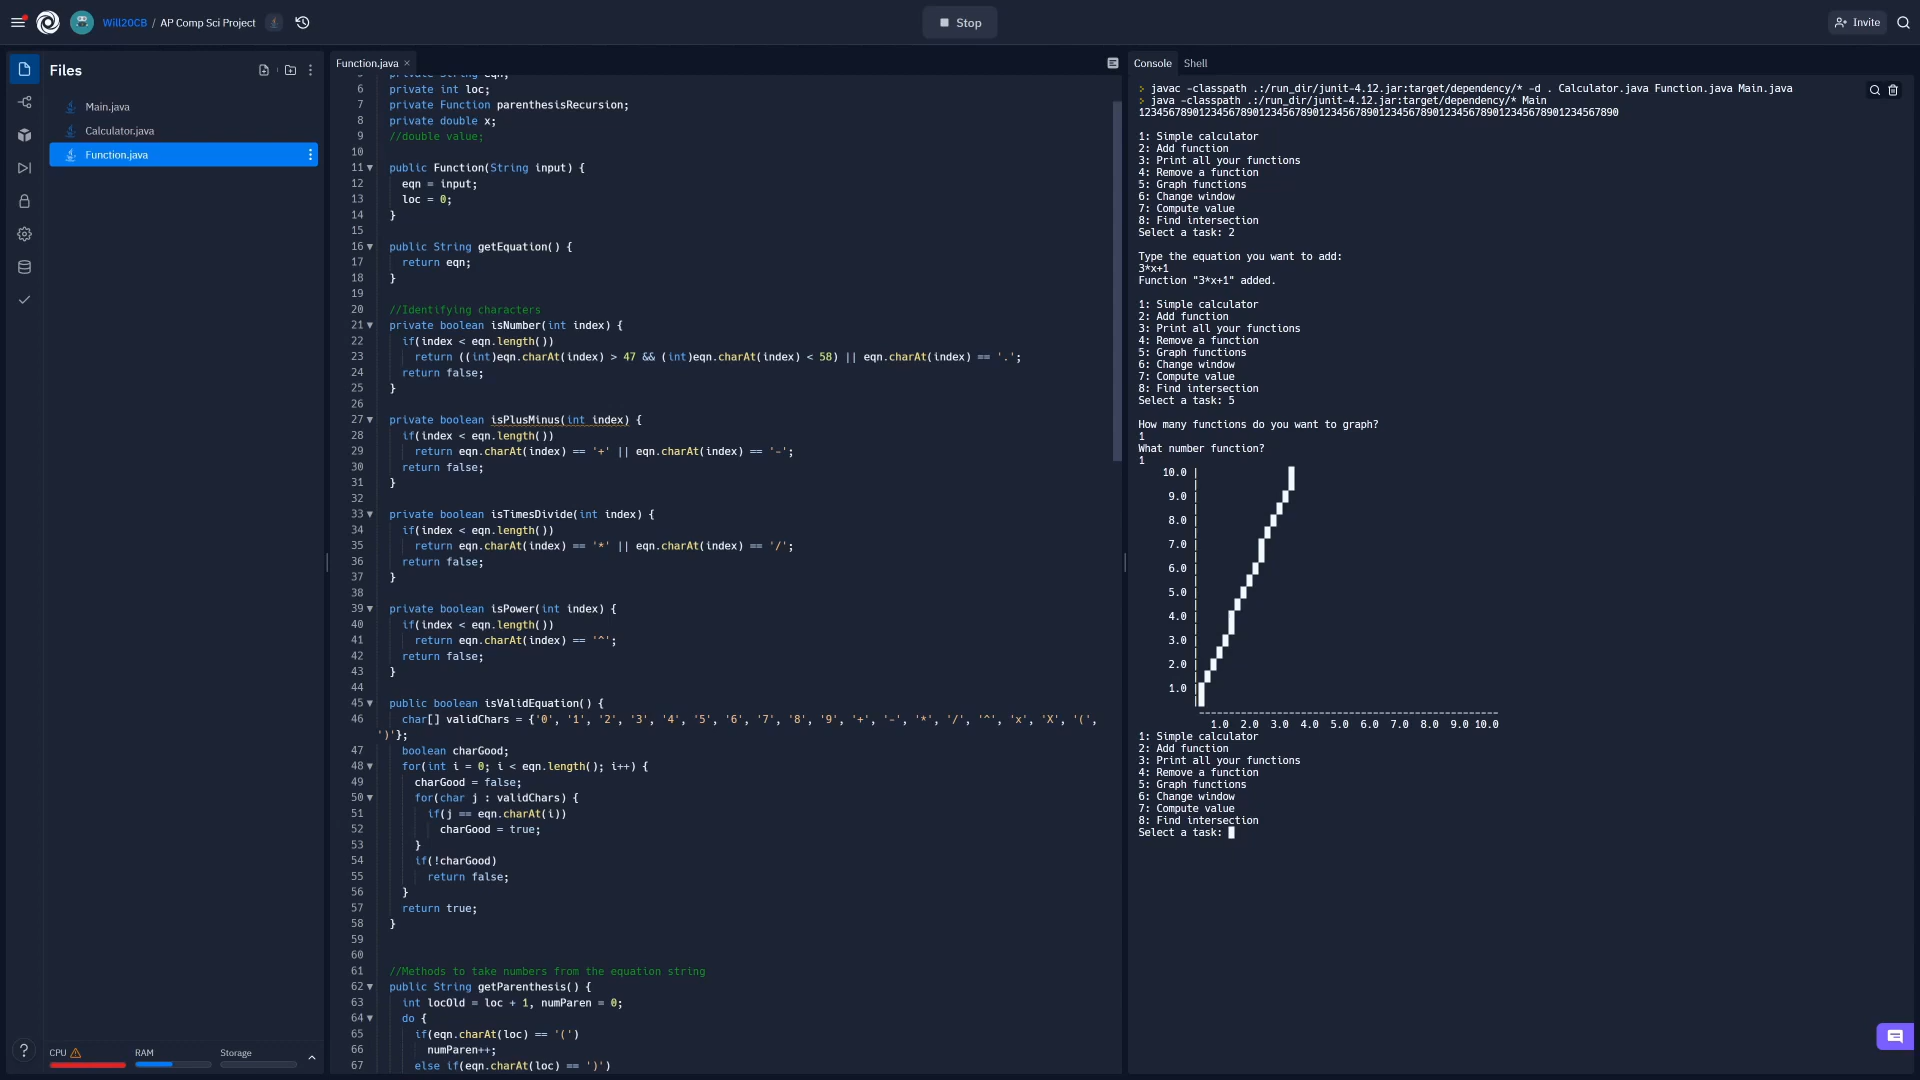 Will20CB / AP Comp Sci Project
Stop
Invite
Files
Main.java
Calculator.java
Function.java
CPU
RAM
Storage
?
Function.java ×
5 private String eqn;
6 private int loc;
7 private Function parenthesisRecursion;
8 private double x;
9 //double value;
10
11 public Function(String input) {
12 eqn = input;
13 loc = 0;
14 }
15
16 public String getEquation() {
17 return eqn;
18 }
19
20 //Identifying characters
21 private boolean isNumber(int index) {
22 if(index < eqn.length())
23 return ((int)eqn.charAt(index) > 47 && (int)eqn.charAt(index) < 58) || eqn.charAt(index) == '.';
24 return false;
25 }
26
27 private boolean isPlusMinus(int index) {
28 if(index < eqn.length())
29 return eqn.charAt(index) == '+' || eqn.charAt(index) == '-';
30 return false;
31 }
32
33 private boolean isTimesDivide(int index) {
34 if(index < eqn.length())
35 return eqn.charAt(index) == '*' || eqn.charAt(index) == '/';
36 return false;
37 }
38
39 private boolean isPower(int index) {
40 if(index < eqn.length())
41 return eqn.charAt(index) == '^';
42 return false;
43 }
44
45 public boolean isValidEquation() {
46 char[] validChars = {'0', '1', '2', '3', '4', '5', '6', '7', '8', '9', '+', '-', '*', '/', '^', 'x', 'X', '(',
')'};
47 boolean charGood;
48 for(int i = 0; i < eqn.length(); i++) {
49 charGood = false;
50 for(char j : validChars) {
51 if(j == eqn.charAt(i))
52 charGood = true;
53 }
54 if(!charGood)
55 return false;
56 }
57 return true;
58 }
59
60
61 //Methods to take numbers from the equation string
62 public String getParenthesis() {
63 int locOld = loc + 1, numParen = 0;
64 do {
65 if(eqn.charAt(loc) == '(')
66 numParen++;
67 else if(eqn.charAt(loc) == ')')
Console Shell
> javac -classpath .:/run_dir/junit-4.12.jar:target/dependency/* -d . Calculator.java Function.java Main.java
> java -classpath .:/run_dir/junit-4.12.jar:target/dependency/* Main
12345678901234567890123456789012345678901234567890123456789012345678901234567890
1: Simple calculator
2: Add function
3: Print all your functions
4: Remove a function
5: Graph functions
6: Change window
7: Compute value
8: Find intersection
Select a task: 2
Type the equation you want to add:
3*x+1
Function "3*x+1" added.
1: Simple calculator
2: Add function
3: Print all your functions
4: Remove a function
5: Graph functions
6: Change window
7: Compute value
8: Find intersection
Select a task: 5
How many functions do you want to graph?
1
What number function?
1
10.0 |
|
9.0 |
|
8.0 |
|
7.0 |
|
6.0 |
|
5.0 |
|
4.0 |
|
3.0 |
|
2.0 |
|
1.0 |
|
--------------------------------------------------
1.0 2.0 3.0 4.0 5.0 6.0 7.0 8.0 9.0 10.0
1: Simple calculator
2: Add function
3: Print all your functions
4: Remove a function
5: Graph functions
6: Change window
7: Compute value
8: Find intersection
Select a task: